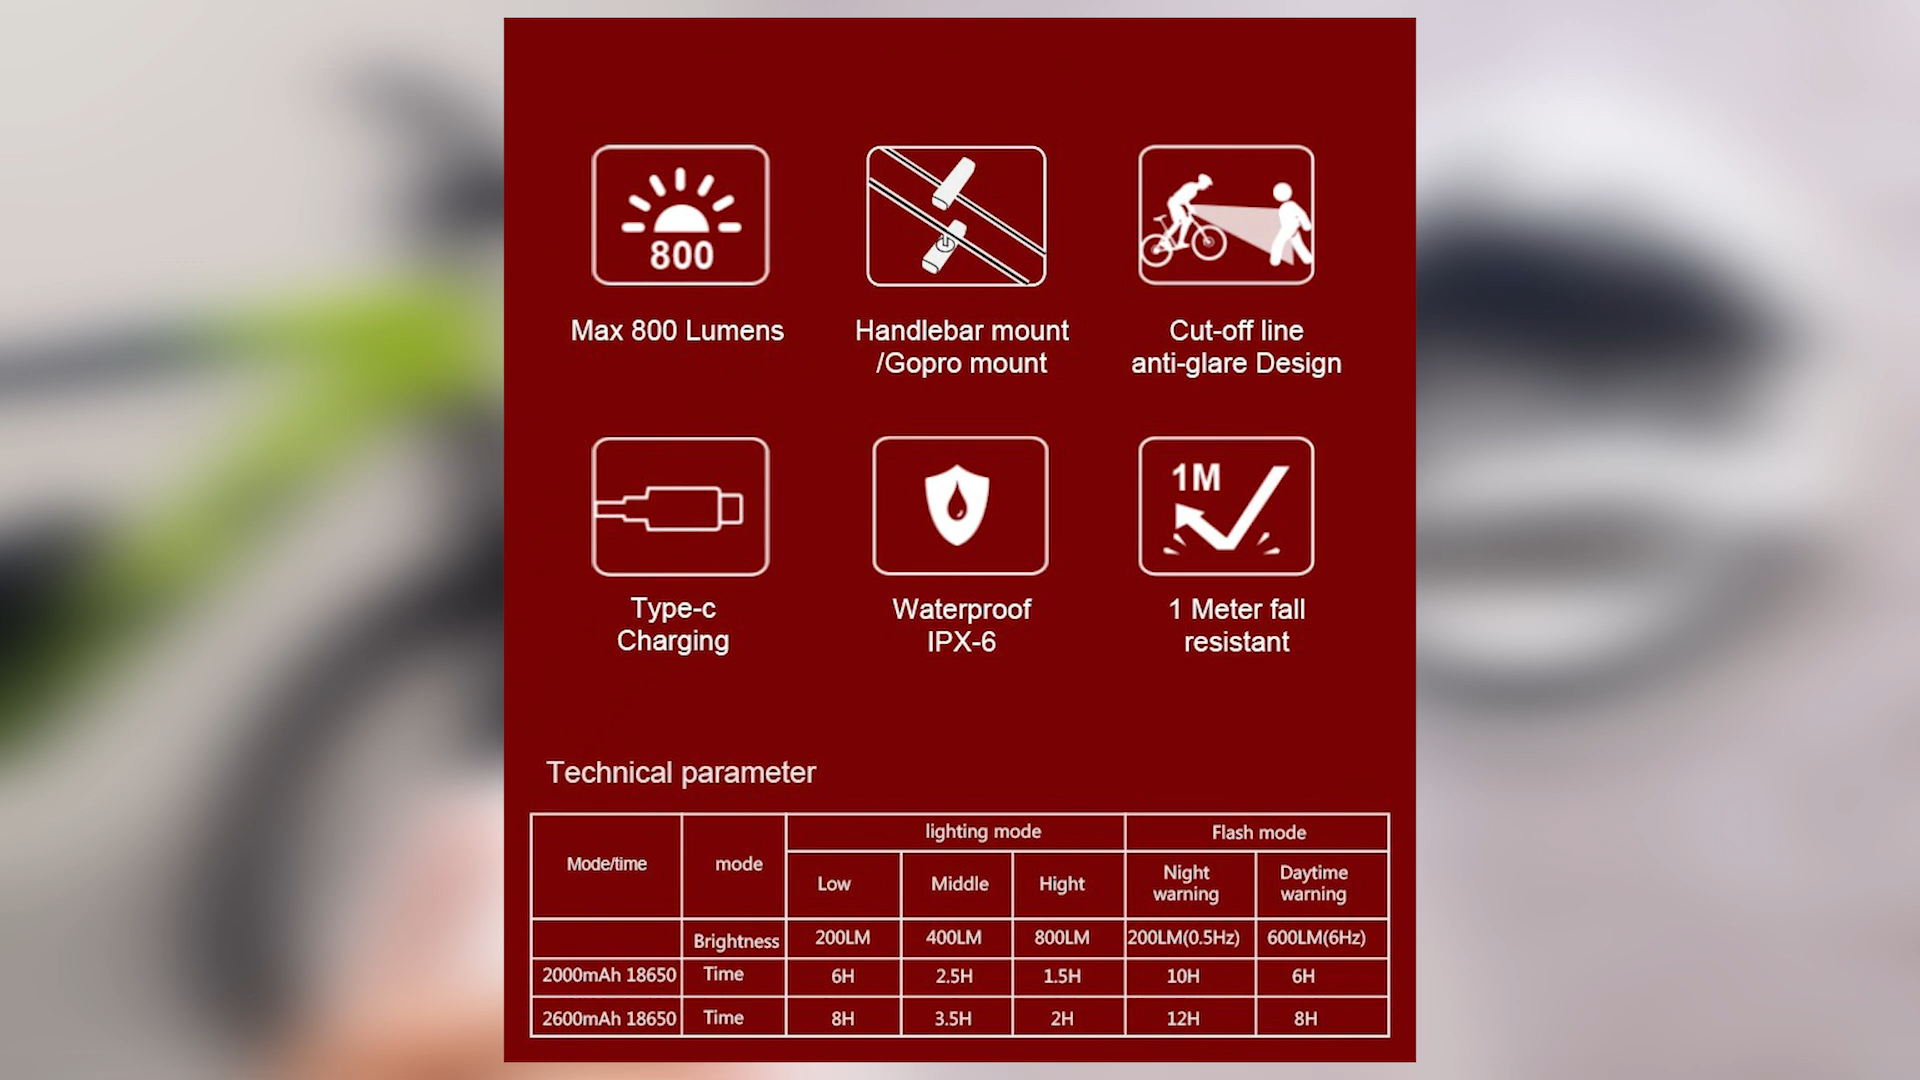 800
Max 800 Lumens
Handlebar mount
/Gopro mount
Cut-off line
anti-glare Design
1M
Type-c
Charging
Waterproof
IPX-6
1 Meter fall
resistant
Technical parameter
Mode/time mode lighting mode Flash mode
Low Middle Hight Night warning Daytime warning
Brightness 200LM 400LM 800LM 200LM(0.5Hz) 600LM(6Hz)
2000mAh 18650 Time 6H 2.5H 1.5H 10H 6H
2600mAh 18650 Time 8H 3.5H 2H 12H 8H